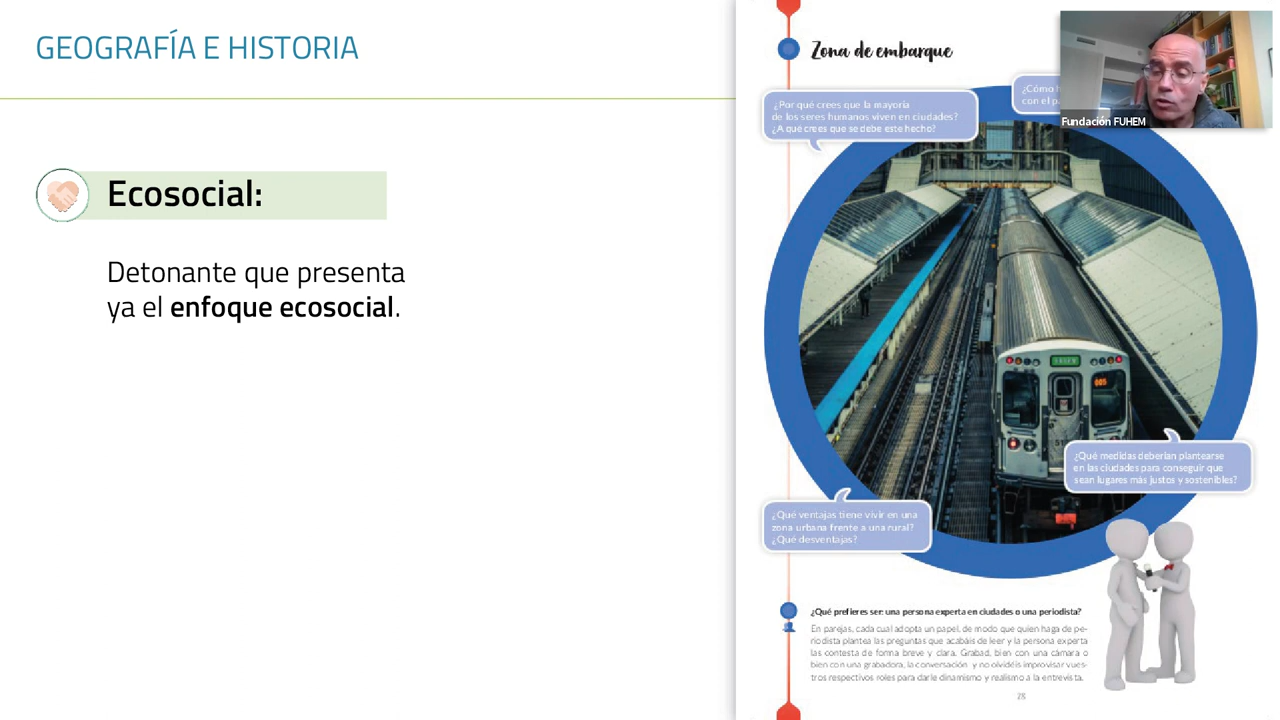 GEOGRAFÍA E HISTORIA
Ecosocial:
Detonante que presenta
ya el enfoque ecosocial.
Zona de embarque
¿Por qué crees que la mayoría
de los seres humanos viven en ciudades?
¿A qué crees que se debe este hecho?
¿Cómo
con el
Fundación FUHEM
¿Qué medidas deberían plantearse
en las ciudades para conseguir que
sean lugares más justos y sostenibles?
¿Qué ventajas tiene vivir en una
zona urbana frente a una rural?
¿Qué desventajas?
¿Qué prefieres ser: una persona experta en ciudades o una periodista?
En parejas, cada cual adopta un papel, de modo que quien haga de pe-
riodista plantea las preguntas que acabáis de leer y la persona experta
las contesta de forma breve y clara. Grabad, bien con una cámara o
bien con una grabadora, la conversación y no olvidéis improvisar vues-
tros respectivos roles para darle dinamismo y realismo a la entrevista.